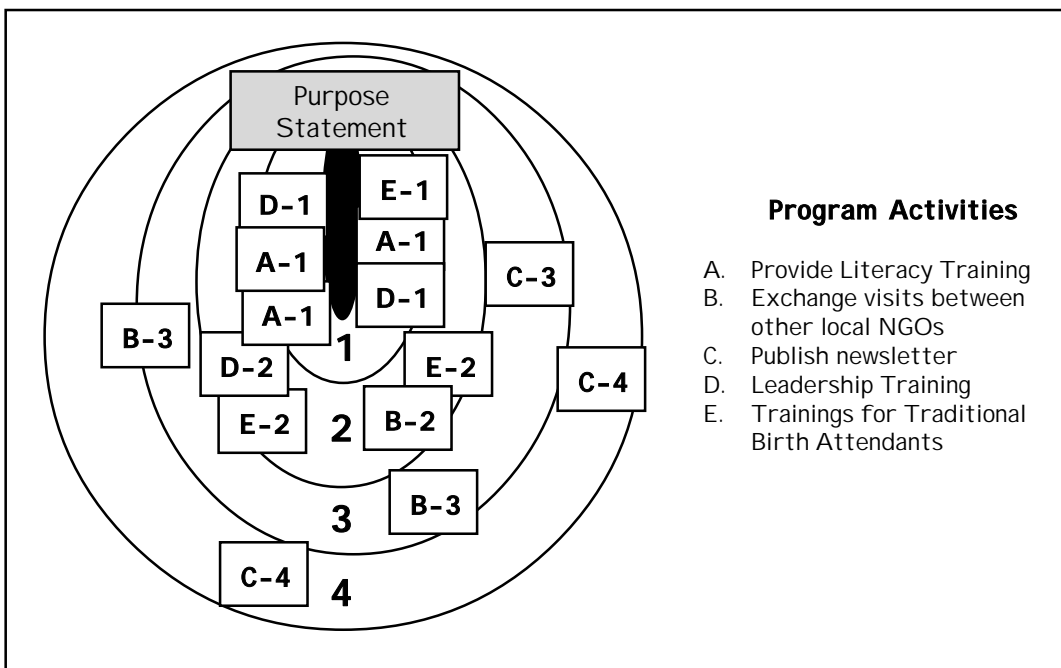 Purpose
Statement
E-1
D-1
A-1
A-1
C-3
D-1
A-1
B-3
1
D-2
E-2
C-4
E-2
2
B-2
3
B-3
C-4
4
Program Activities
A. Provide Literacy Training
B. Exchange visits between
other local NGOs
C. Publish newsletter
D. Leadership Training
E. Trainings for Traditional
Birth Attendants